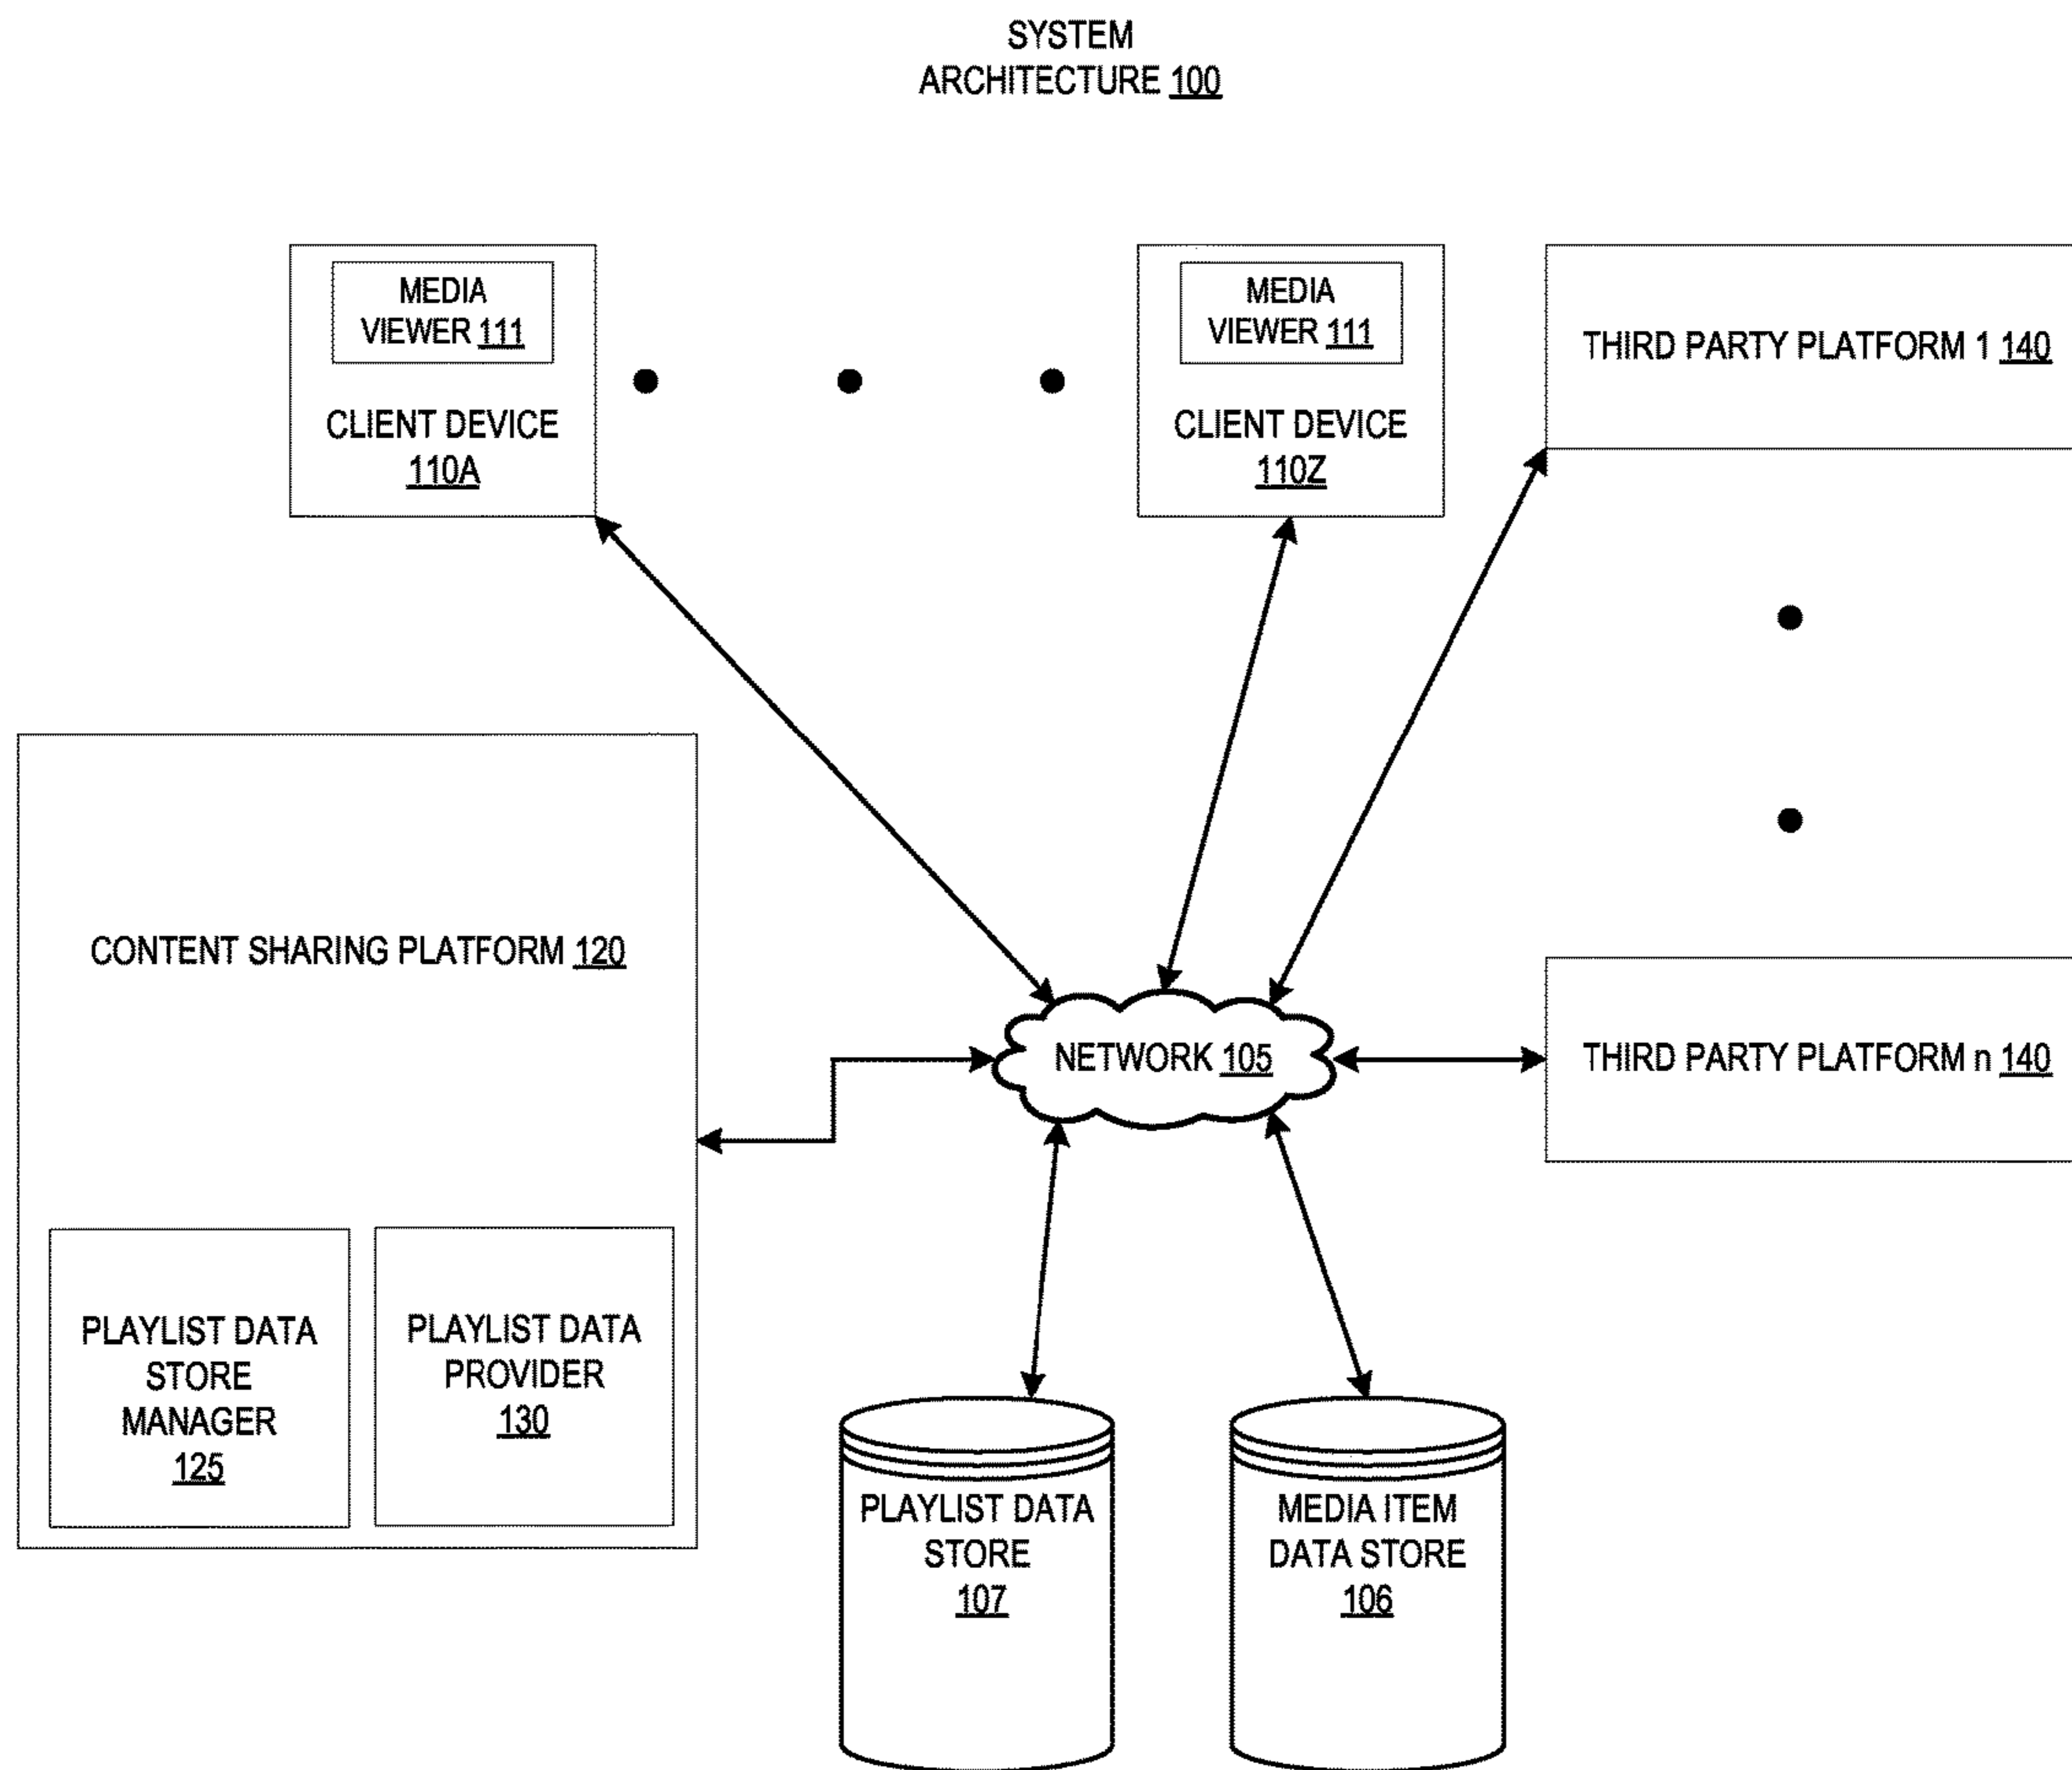 SYSTEM
ARCHITECTURE 100
MEDIA
VIEWER 111
CLIENT DEVICE
110A
MEDIA
VIEWER 111
CLIENT DEVICE
110Z
THIRD PARTY PLATFORM 1 140
CONTENT SHARING PLATFORM 120
NETWORK 105
THIRD PARTY PLATFORM n 140
PLAYLIST DATA
STORE
MANAGER
125
PLAYLIST DATA
PROVIDER
130
PLAYLIST DATA
STORE
107
MEDIA ITEM
DATA STORE
106